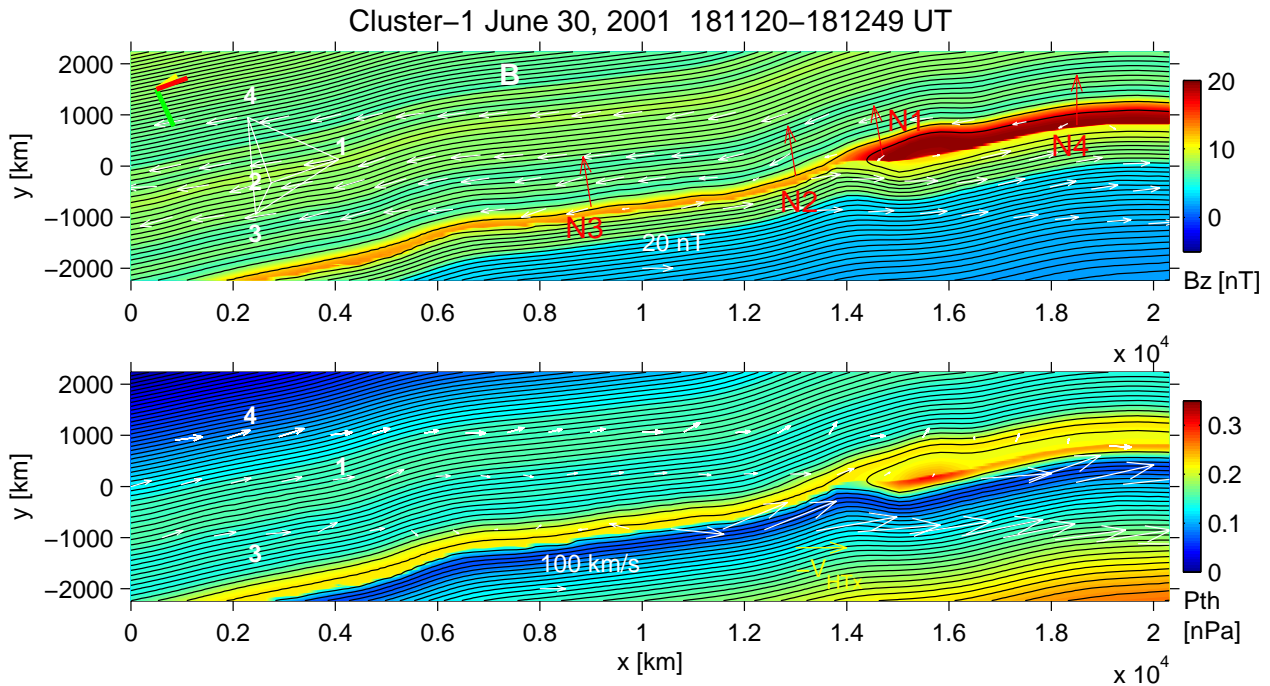 Cluster−1 June 30, 2001 181120−181249 UT
2000
1000
0
−1000
−2000
y [km]
B
4
1
2
3
N1
N2
N3
N4
20 nT
0
0.2
0.4
0.6
0.8
1
1.2
1.4
1.6
1.8
2
x 10^4
20
10
0
Bz [nT]
2000
1000
0
−1000
−2000
y [km]
4
1
3
100 km/s
−V_HTx
0
0.2
0.4
0.6
0.8
1
1.2
1.4
1.6
1.8
2
x [km]
x 10^4
0.3
0.2
0.1
0
Pth
[nPa]